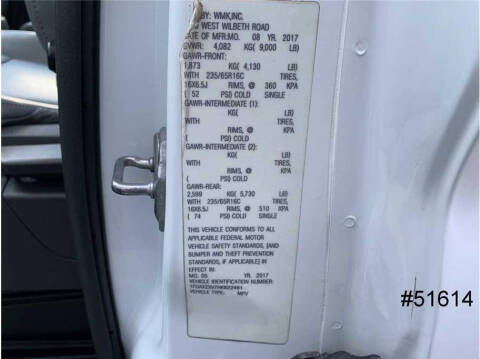 BY: WMK,INC.
WEST WILBETH ROAD
DATE OF MFR:MO. 08 YR. 2017
GVWR: 4,082 KG( 9,000 LB)
GAWR-FRONT:
1,873 KG( 4,130 LB)
WITH 235/65R16C TIRES,
16X6.5J RIMS, @ 360 KPA
( 52 PSI) COLD SINGLE
GAWR-INTERMEDIATE (1):
KG( LB)
WITH TIRES,
RIMS, @ KPA
( PSI) COLD
GAWR-INTERMEDIATE (2):
KG( LB)
WITH TIRES,
RIMS, @ KPA
( PSI) COLD
GAWR-REAR:
2,599 KG( 5,730 LB)
WITH 235/65R16C TIRES,
16X6.5J RIMS, @ 510 KPA
( 74 PSI) COLD SINGLE
THIS VEHICLE CONFORMS TO ALL
APPLICABLE FEDERAL MOTOR
VEHICLE SAFETY STANDARDS, [AND
BUMPER AND THEFT PREVENTION
STANDARDS, IF APPLICABLE]
IN EFFECT IN:
MO. 05 YR. 2017
VEHICLE IDENTIFICATION NUMBER:
TYPE: MPV
#51614